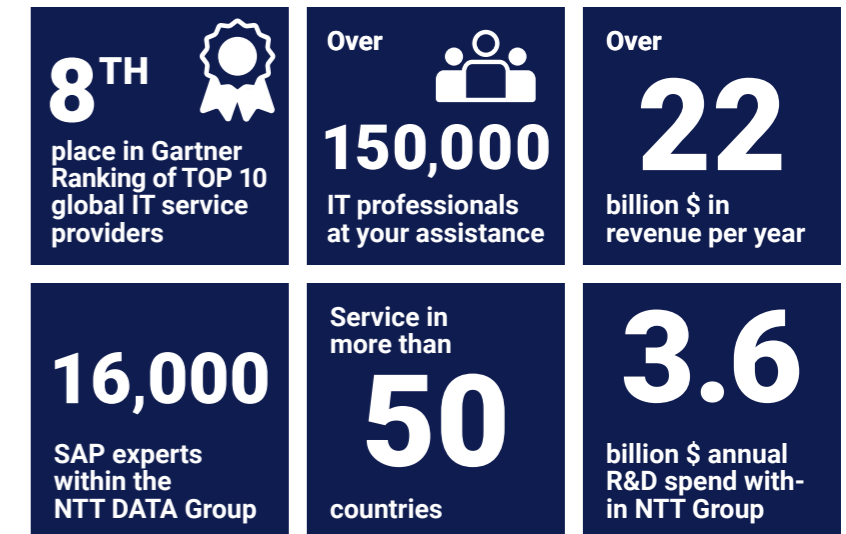 8TH
place in Gartner
Ranking of TOP 10
global IT service
providers
Over
150,000
IT professionals
at your assistance
Over
22
billion $ in
revenue per year
16,000
SAP experts
within the
NTT DATA Group
Service in
more than
50
countries
3.6
billion $ annual
R&D spend with-
in NTT Group